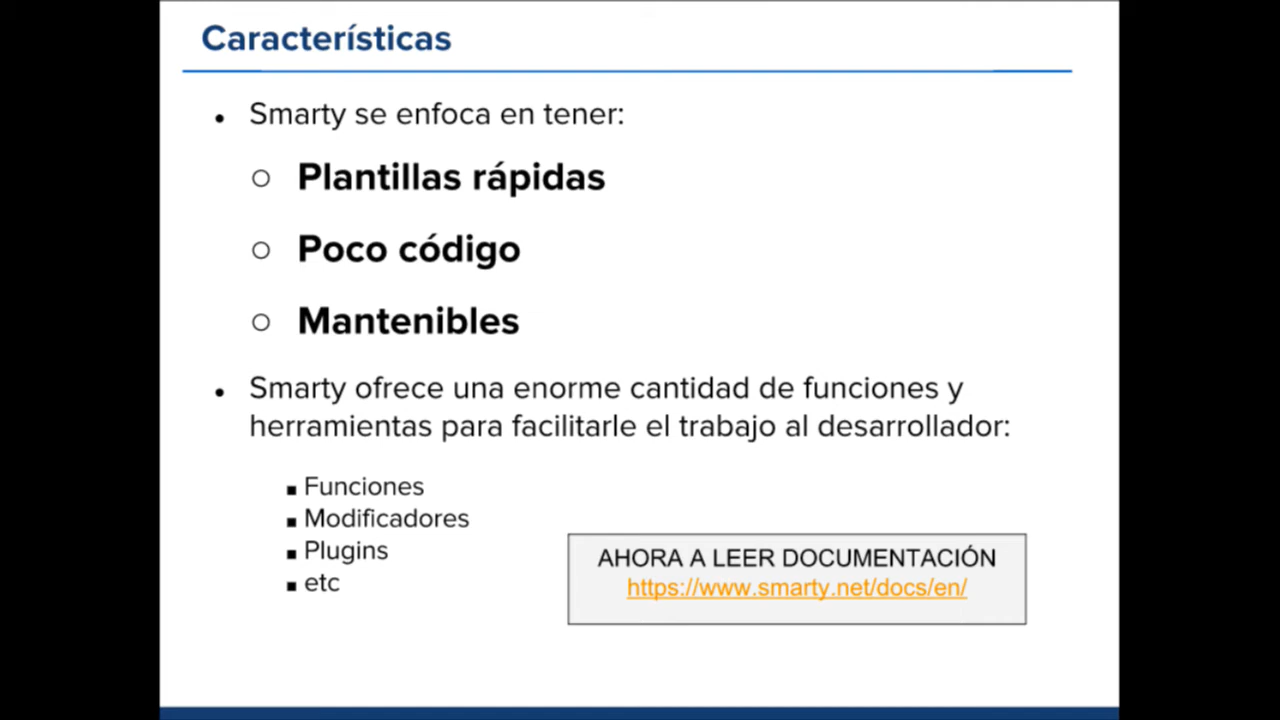 Características
• Smarty se enfoca en tener:
○ Plantillas rápidas
○ Poco código
○ Mantenibles
• Smarty ofrece una enorme cantidad de funciones y
herramientas para facilitarle el trabajo al desarrollador:
■ Funciones
■ Modificadores
■ Plugins
■ etc
AHORA A LEER DOCUMENTACIÓN
https://www.smarty.net/docs/en/